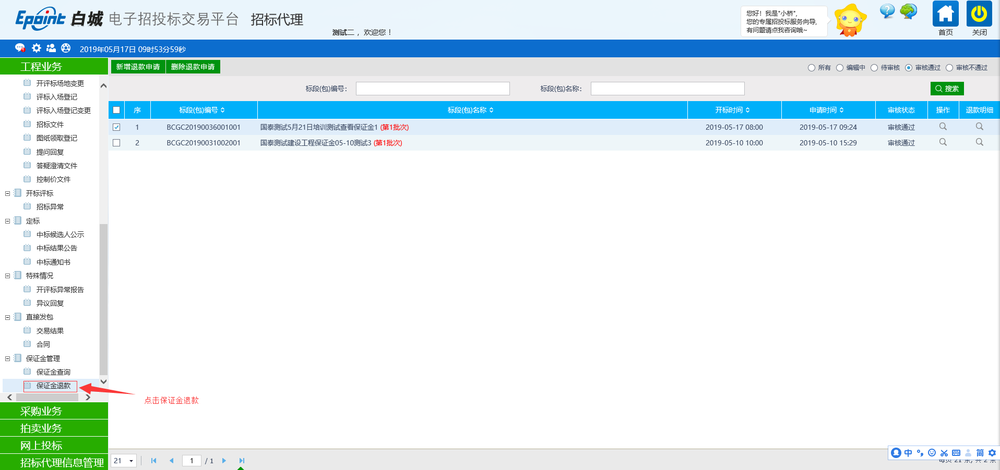 Epoint 白城 电子招投标交易平台 招标代理
测试二 ，欢迎您 ！
您好！我是"小桥",
您的专属招投标服务向导,
有问题请点我咨询哦~
首页
关闭
2019年05月17日 09时53分59秒
工程业务
开评标场地变更
评标入场登记
评标入场登记变更
招标文件
图纸领取登记
提问回复
答疑澄清文件
控制价文件
开标评标
招标异常
定标
中标候选人公示
中标结果公告
中标通知书
特殊情况
开评标异常报告
异议回复
直接发包
交易结果
合同
保证金管理
保证金查询
保证金退款
采购业务
拍卖业务
网上投标
招标代理信息管理
新增退款申请 删除退款申请
所有 编辑中 待审核 审核通过 审核不通过
标段(包)编号： 标段(包)名称： 搜索
序 标段(包)编号 标段(包)名称 开标时间 申请时间 审核状态 操作 退款明细
1 BCGC20190036001001 国泰测试5月21日培训测试查看保证金1 (第1批次) 2019-05-17 08:00 2019-05-17 09:24 审核通过
2 BCGC20190031002001 国泰测试建设工程保证金05-10测试3 (第1批次) 2019-05-10 10:00 2019-05-10 15:29 审核通过
点击保证金退款
21 1 / 1
中 简
每页 21 条, 共 2 条